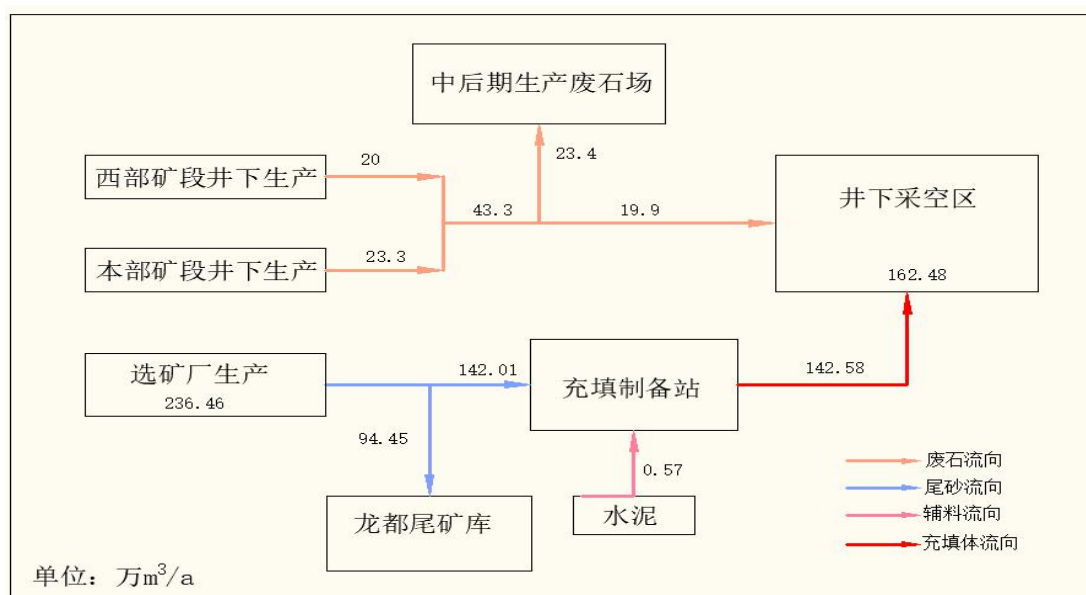 中后期生产废石场
西部矿段井下生产
20
23.4
井下采空区
43.3
19.9
本部矿段井下生产
23.3
162.48
选矿厂生产
236.46
142.01
充填制备站
142.58
94.45
0.57
龙都尾矿库
水泥
废石流向
尾砂流向
辅料流向
充填体流向
单位：万m³/a